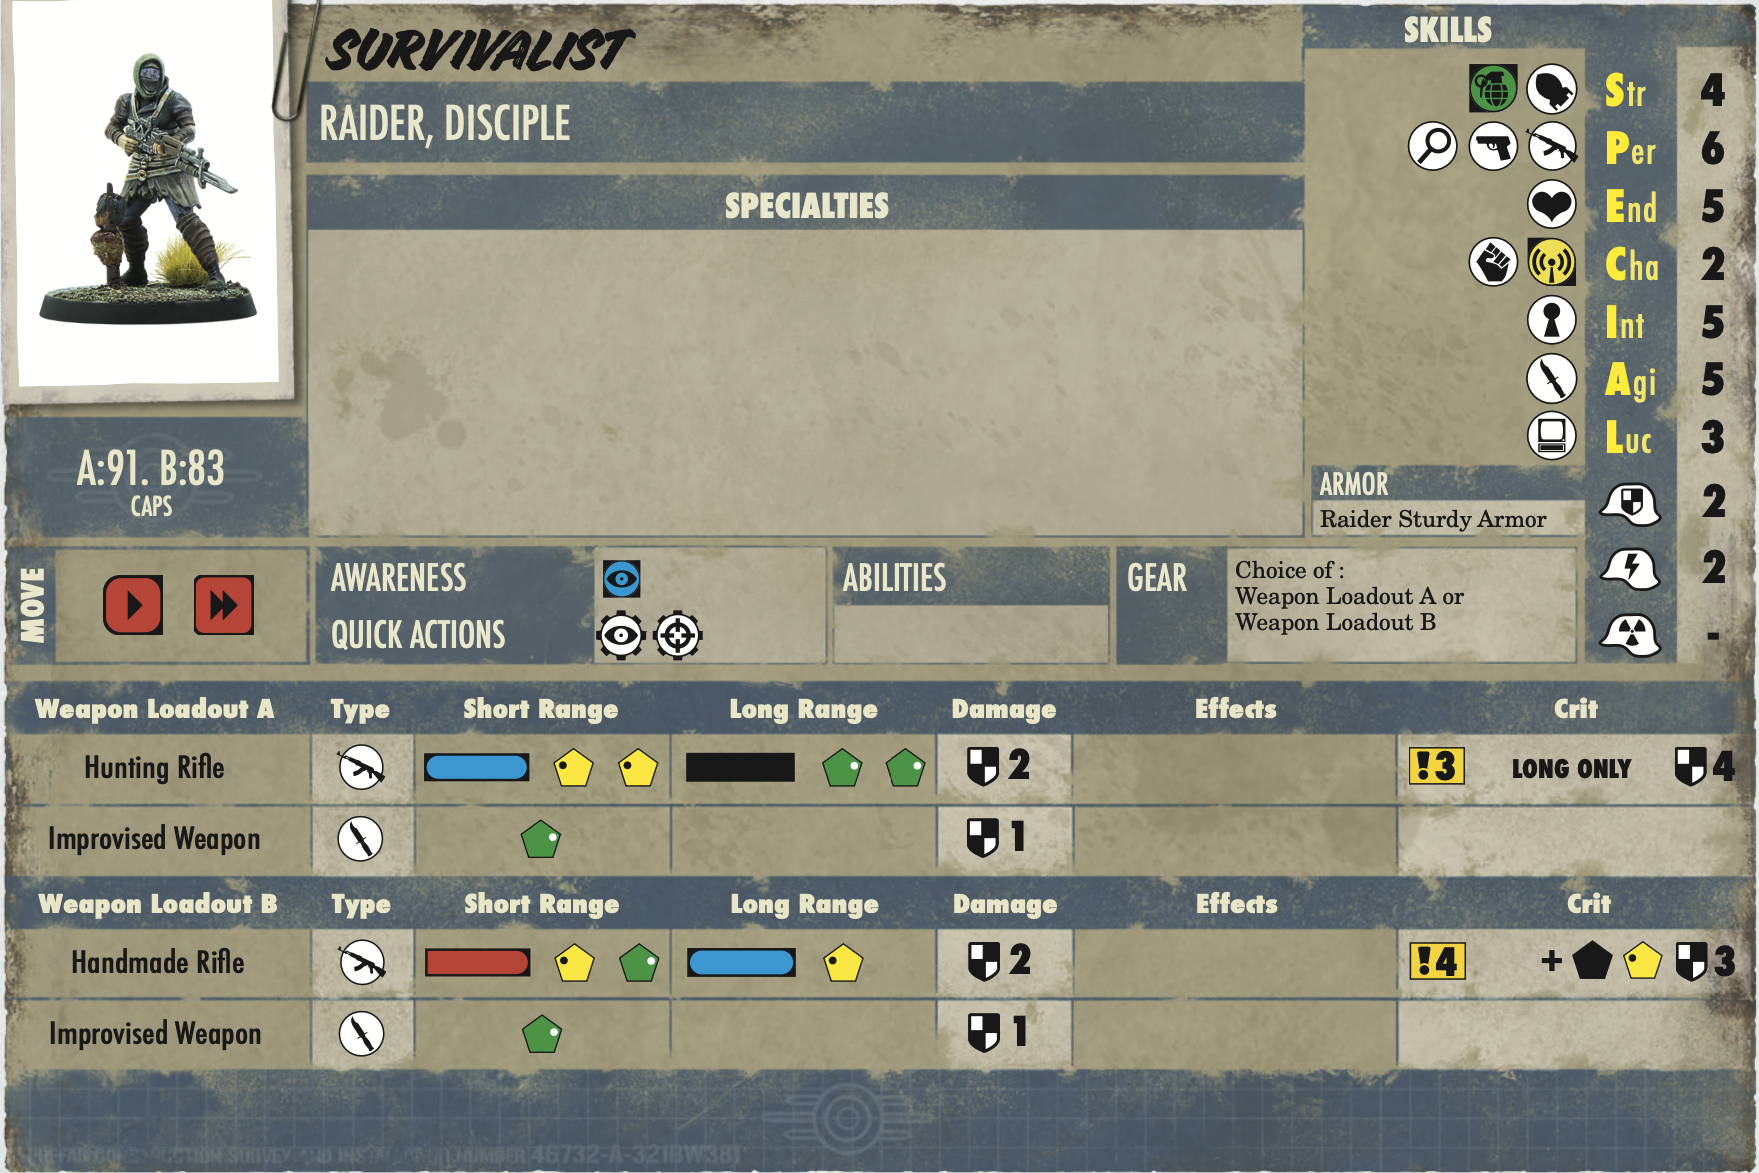 SURVIVALIST
RAIDER, DISCIPLE
SPECIALTIES
SKILLS
Str 4
Per 6
End 5
Cha 2
Int 5
Agi 5
Luc 3
ARMOR
Raider Sturdy Armor
2
2
-
A:91. B:83
CAPS
MOVE
AWARENESS
QUICK ACTIONS
ABILITIES
GEAR
Choice of :
Weapon Loadout A or
Weapon Loadout B
Weapon Loadout A Type Short Range Long Range Damage Effects Crit
Hunting Rifle 2 !3 LONG ONLY 4
Improvised Weapon 1
Weapon Loadout B Type Short Range Long Range Damage Effects Crit
Handmade Rifle 2 !4 + 3
Improvised Weapon 1
NUMBER 46732-A-321BW381